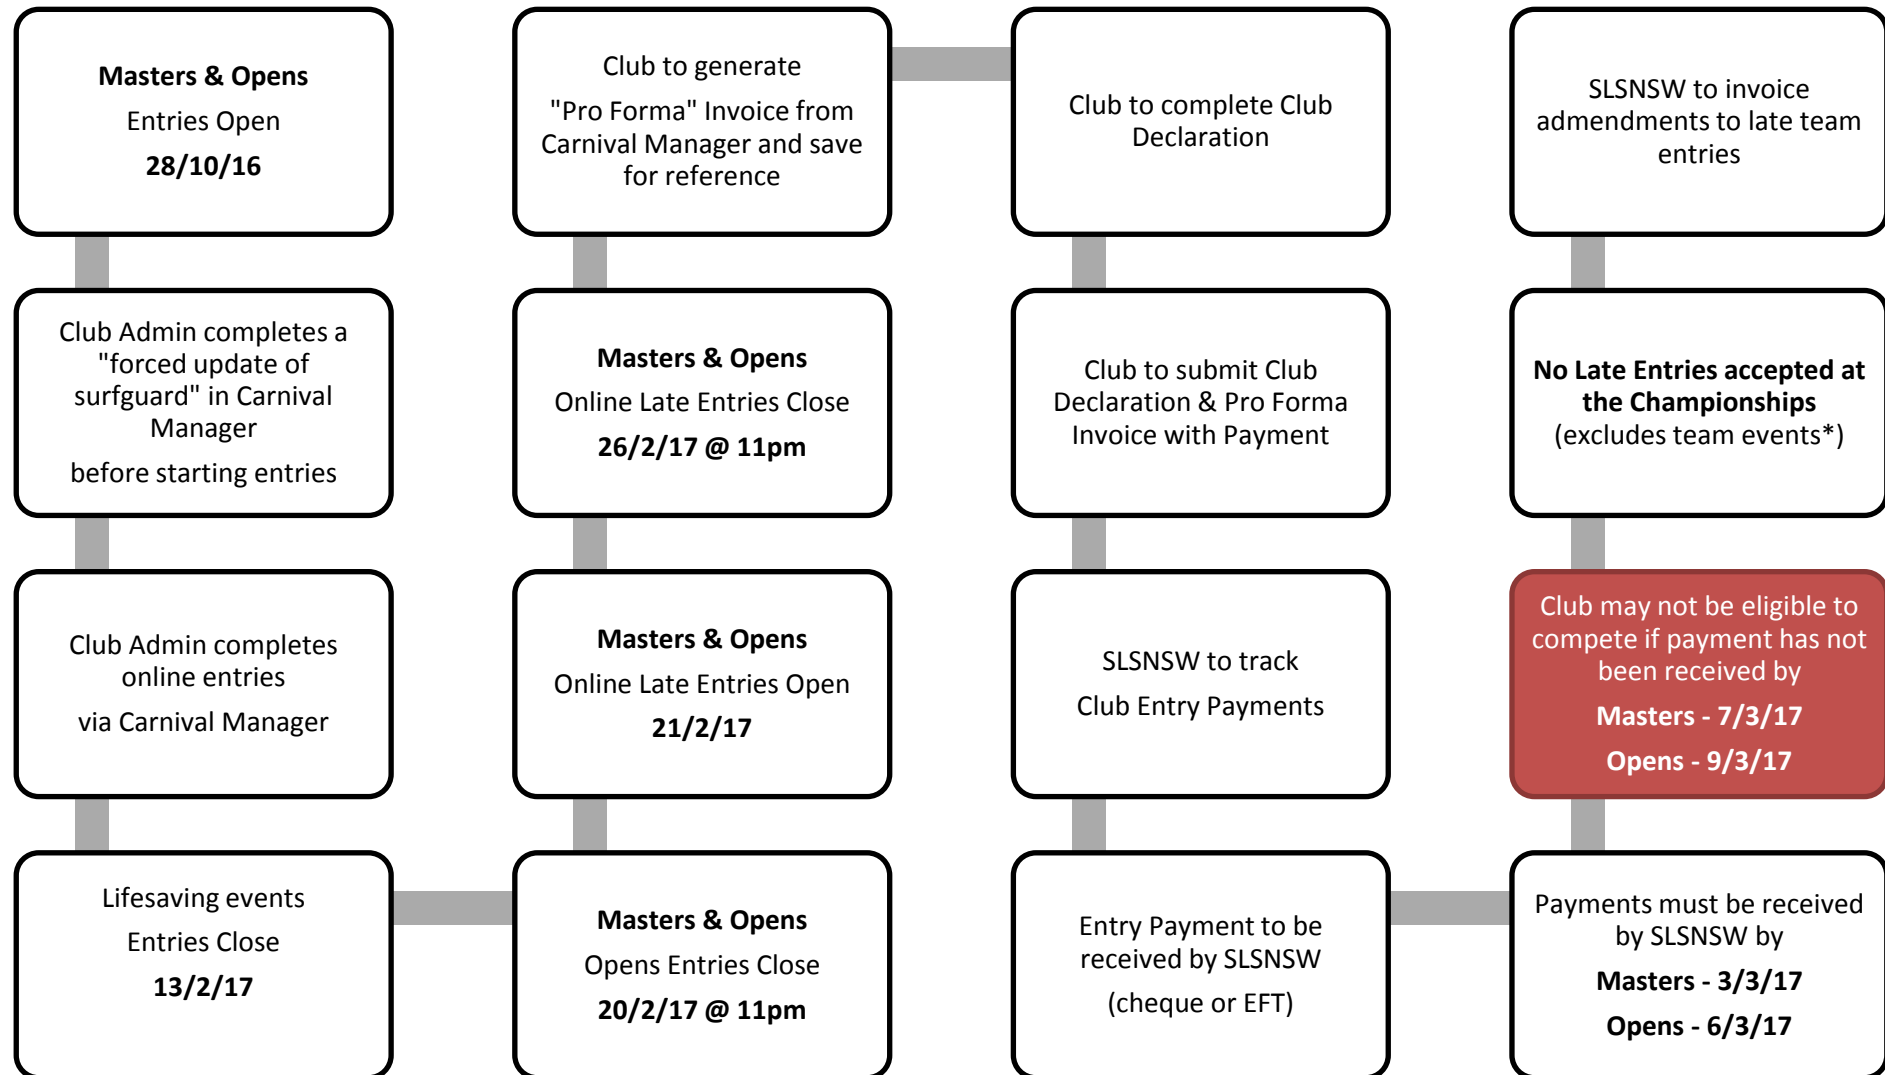 Masters & Opens
Entries Open
28/10/16
Club Admin completes a
"forced update of
surfguard" in Carnival
Manager
before starting entries
Club Admin completes
online entries
via Carnival Manager
Lifesaving events
Entries Close
13/2/17
Masters & Opens
Opens Entries Close
20/2/17 @ 11pm
Masters & Opens
Online Late Entries Open
21/2/17
Masters & Opens
Online Late Entries Close
26/2/17 @ 11pm
Club to generate
"Pro Forma" Invoice from
Carnival Manager and save
for reference
Club to complete Club
Declaration
Club to submit Club
Declaration & Pro Forma
Invoice with Payment
SLSNSW to track
Club Entry Payments
Entry Payment to be
received by SLSNSW
(cheque or EFT)
Payments must be received
by SLSNSW by
Masters - 3/3/17
Opens - 6/3/17
Club may not be eligible to
compete if payment has not
been received by
Masters - 7/3/17
Opens - 9/3/17
No Late Entries accepted at
the Championships
(excludes team events*)
SLSNSW to invoice
admendments to late team
entries